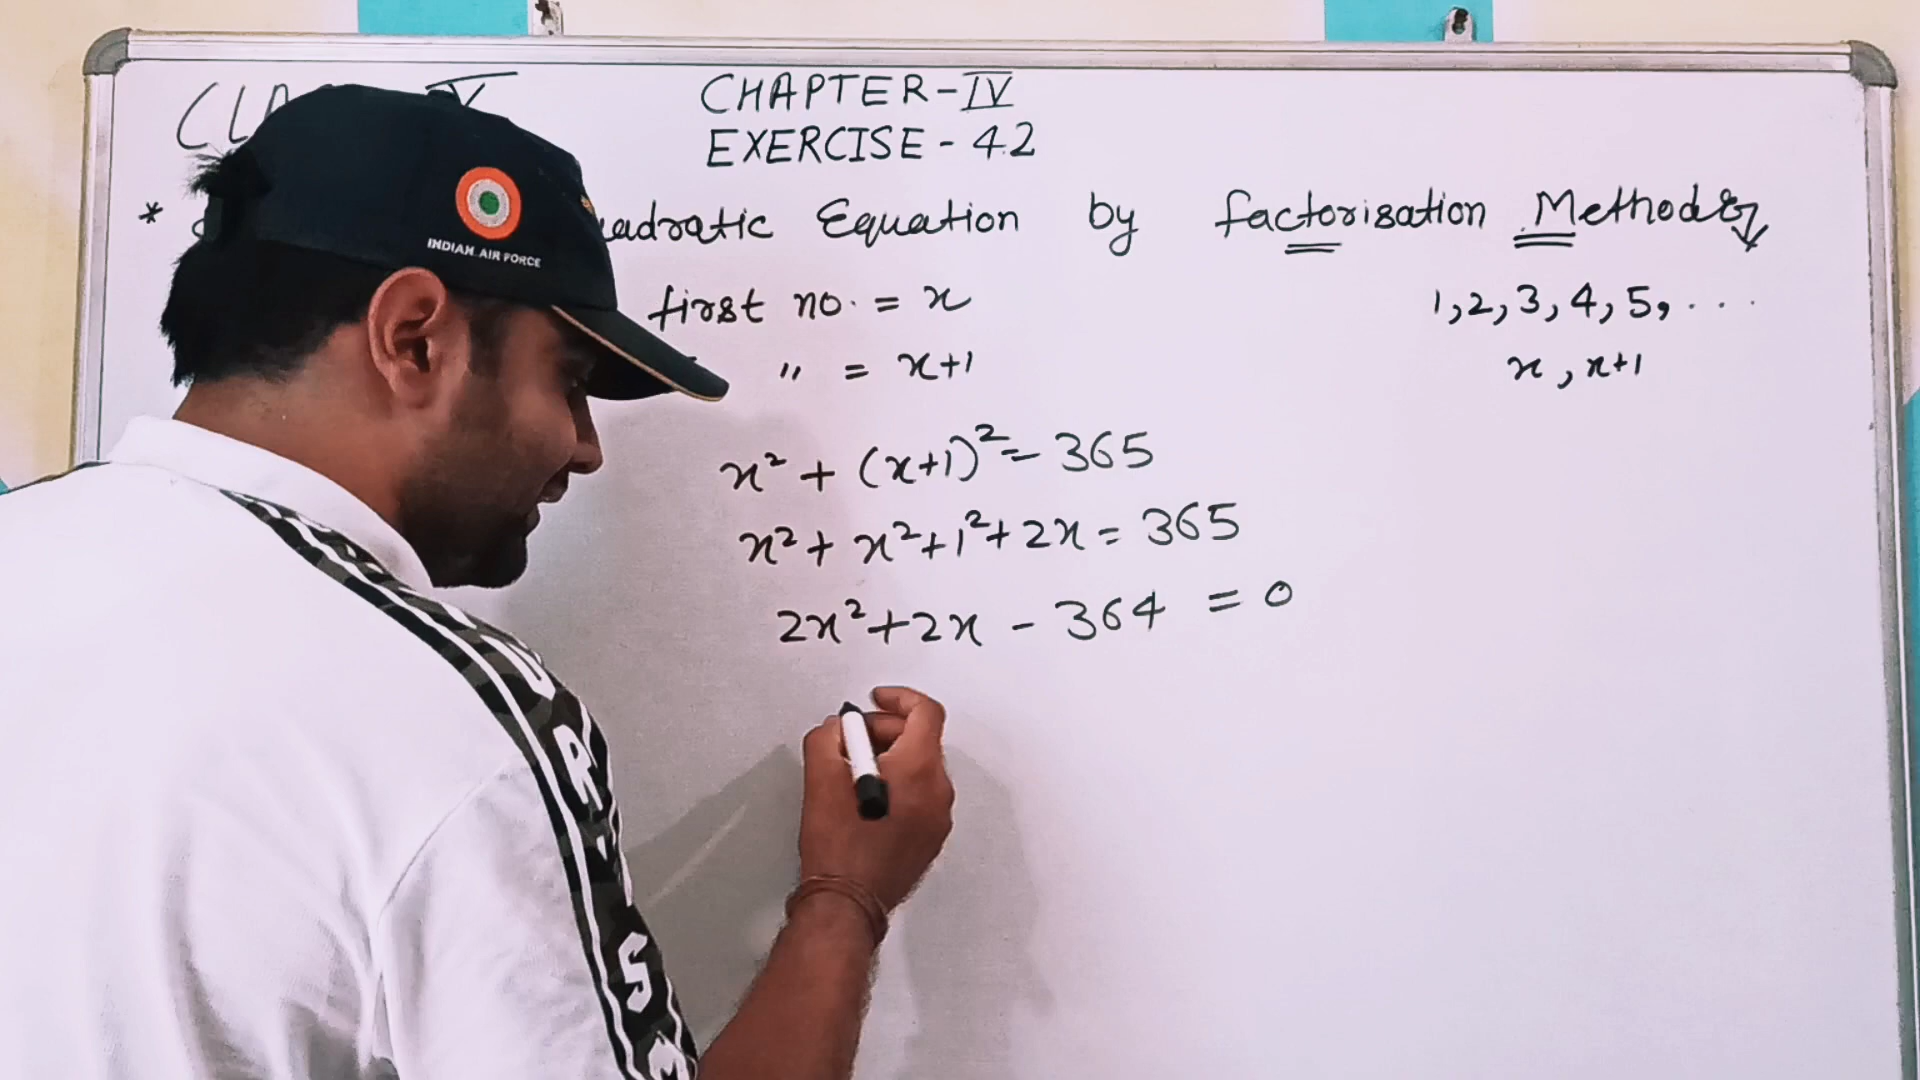 CHAPTER-IV
EXERCISE - 4.2
* Equation by factorisation Method
first no. = x
1, 2, 3, 4, 5, ...
" = x+1
x, x+1
x² + (x+1)² = 365
x² + x² + 1² + 2x = 365
2x² + 2x - 364 = 0
INDIAN AIR FORCE